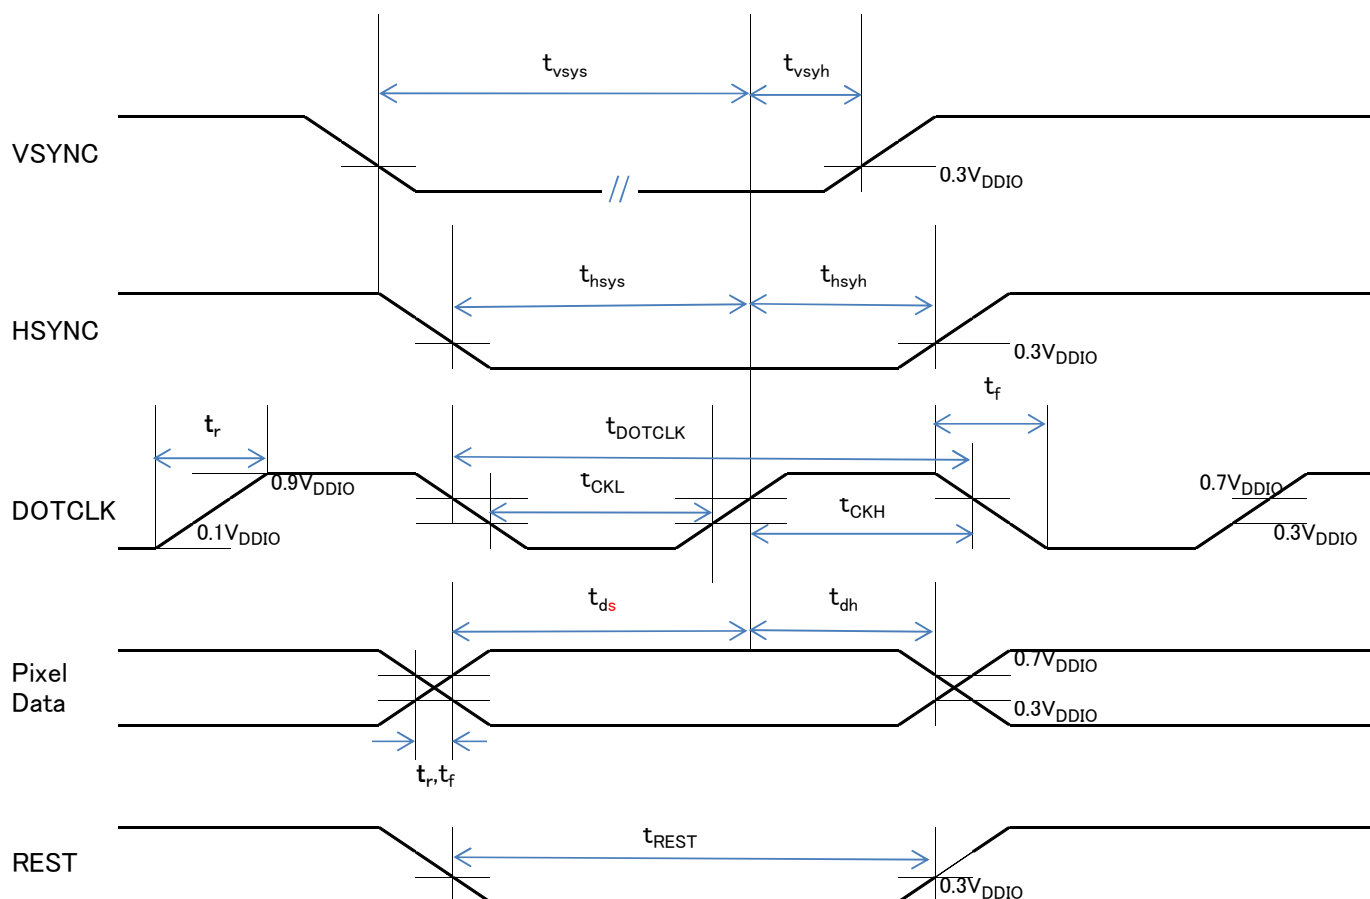 tvsys
tvsyh
VSYNC
0.3VDDIO
thsys
thsyh
HSYNC
0.3VDDIO
tf
tr
tDOTCLK
0.9VDDIO
tCKL
0.7VDDIO
DOTCLK
tCKH
0.1VDDIO
0.3VDDIO
tds
tdh
Pixel
Data
0.7VDDIO
0.3VDDIO
tr,tf
tREST
REST
0.3VDDIO